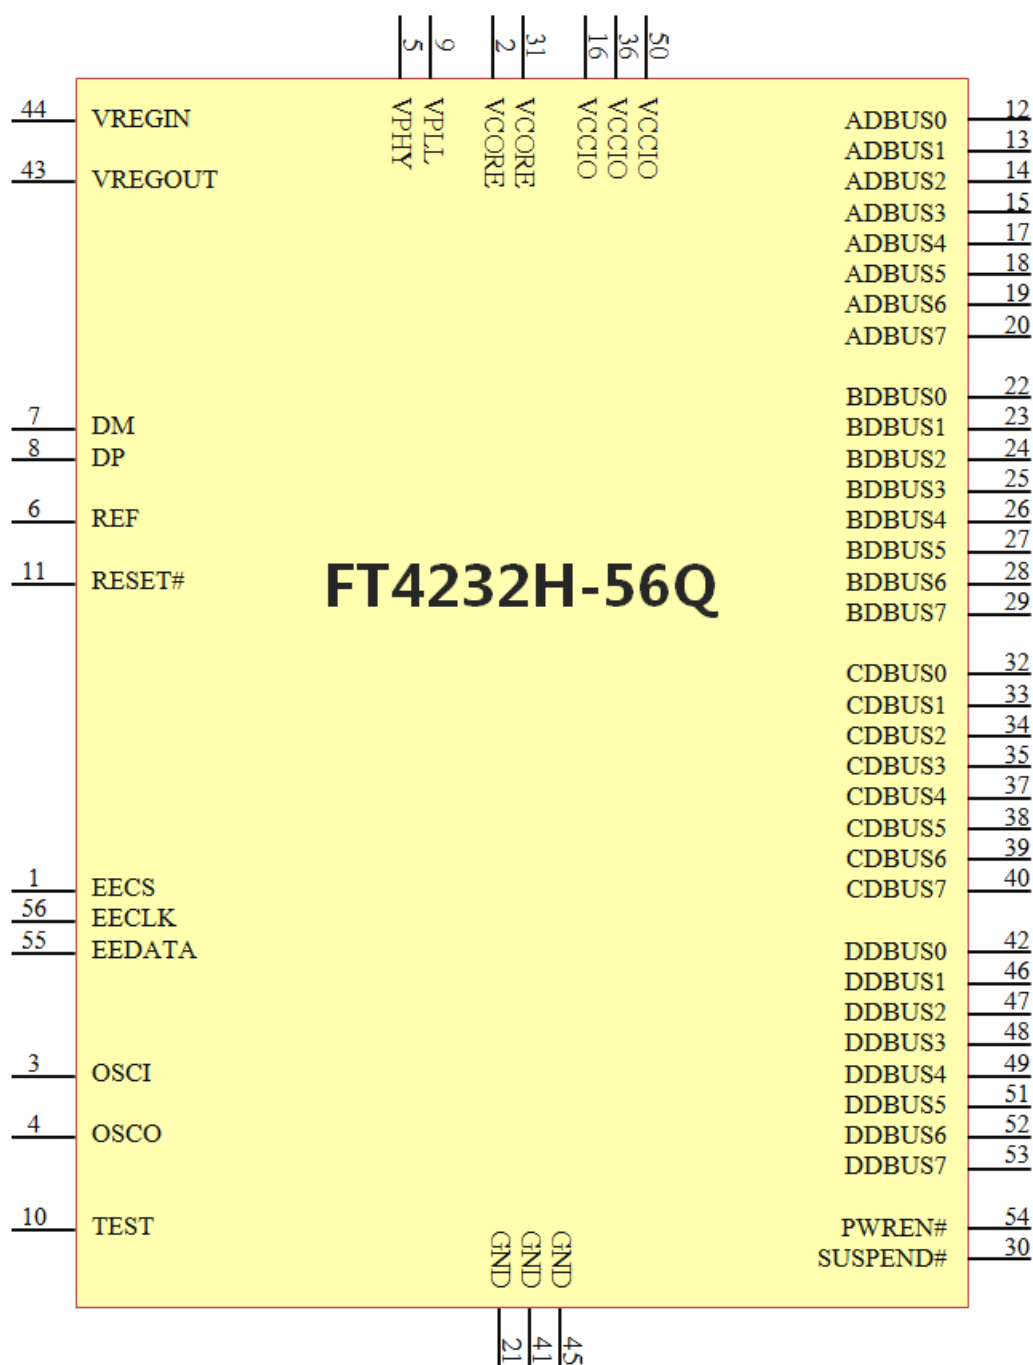 5 9 2 31 16 36 50
VPHY VPLL VCORE VCORE VCCIO VCCIO VCCIO
44 VREGIN
43 VREGOUT
7 DM
8 DP
6 REF
11 RESET#
1 EECS
56 EECLK
55 EEDATA
3 OSCI
4 OSCO
10 TEST
FT4232H-56Q
ADBUS0 12
ADBUS1 13
ADBUS2 14
ADBUS3 15
ADBUS4 17
ADBUS5 18
ADBUS6 19
ADBUS7 20
BDBUS0 22
BDBUS1 23
BDBUS2 24
BDBUS3 25
BDBUS4 26
BDBUS5 27
BDBUS6 28
BDBUS7 29
CDBUS0 32
CDBUS1 33
CDBUS2 34
CDBUS3 35
CDBUS4 37
CDBUS5 38
CDBUS6 39
CDBUS7 40
DDBUS0 42
DDBUS1 46
DDBUS2 47
DDBUS3 48
DDBUS4 49
DDBUS5 51
DDBUS6 52
DDBUS7 53
PWREN# 54
SUSPEND# 30
GND GND GND
21 41 45